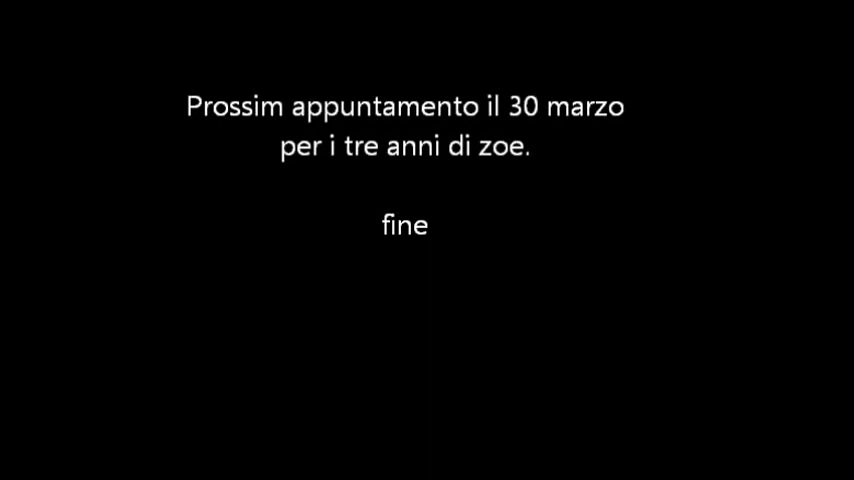 Prossim appuntamento il 30 marzo
per i tre anni di zoe.
fine